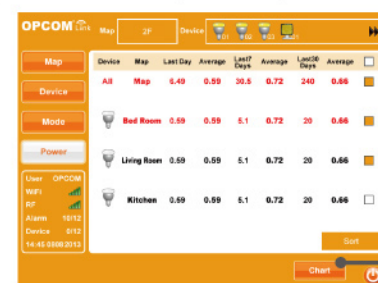 OPCOM Link
Map 2F Device D1 D2 D3
Map
Device
Mode
Power
User OPCOM
WiFi
RF
Alarm 10/12
Device 0/12
14:45 0308 2013
Device Map Last Day Average Last7 Days Average Last30 Days Average
All Map 6.49 0.59 30.5 0.72 240 0.66
Bed Room 0.59 0.59 5.1 0.72 20 0.66
Living Room 0.59 0.59 5.1 0.72 20 0.66
Kitchen 0.59 0.59 5.1 0.72 20 0.66
Sort
Chart